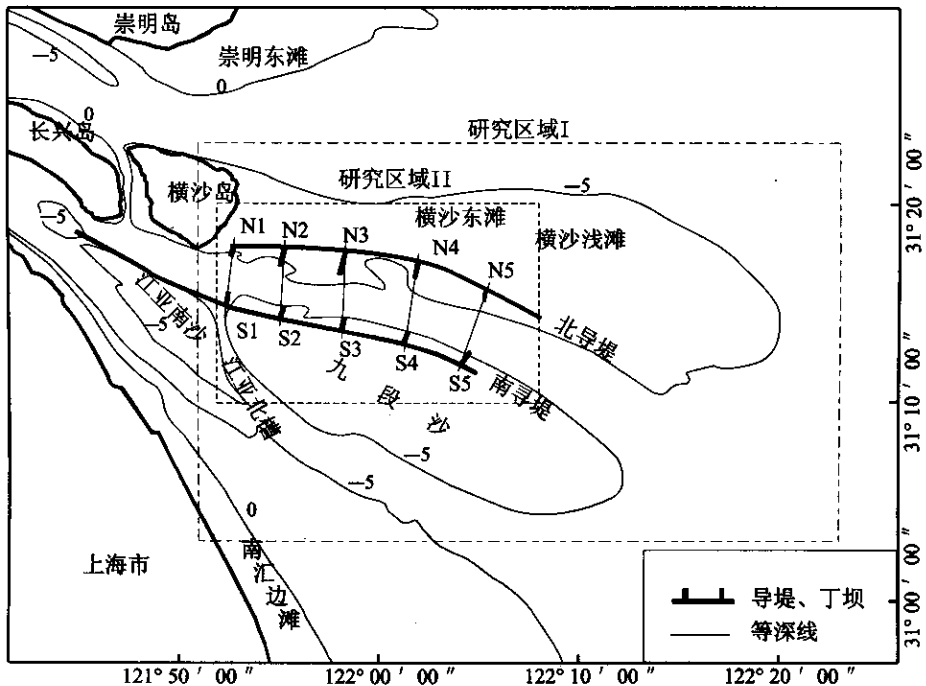 崇明岛
−5
崇明东滩
0
0
长兴岛
研究区域I
横沙岛
研究区域II
−5
31° 20′ 00″
−5
横沙东滩
横沙浅滩
N1
N2
N3
N4
N5
江亚南沙
−5
S1
S2
S3
S4
S5
北导堤
南寻堤
江亚北槽
九段沙
31° 10′ 00″
−5
−5
0
南汇边滩
上海市
导堤、丁坝
等深线
31° 00′ 00″
121° 50′ 00″
122° 00′ 00″
122° 10′ 00″
122° 20′ 00″